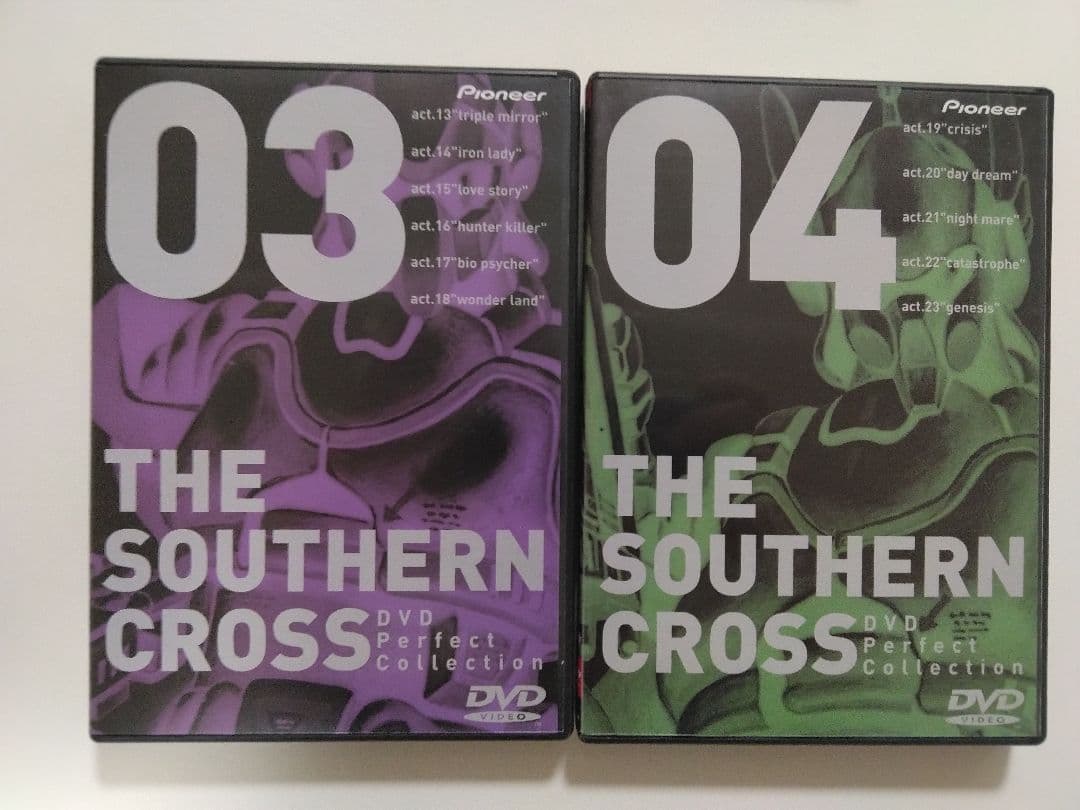 03
Pioneer
act.13"triple mirror"
act.14"iron lady"
act.15"love story"
act.16"hunter killer"
act.17"bio psycher"
act.18"wonder land"
THE
SOUTHERN
CROSS
DVD
Perfect
Collection
DVD
VIDEO
04
Pioneer
act.19"crisis"
act.20"day dream"
act.21"night mare"
act.22"catastrophe"
act.23"genesis"
THE
SOUTHERN
CROSS
DVD
Perfect
Collection
DVD
VIDEO